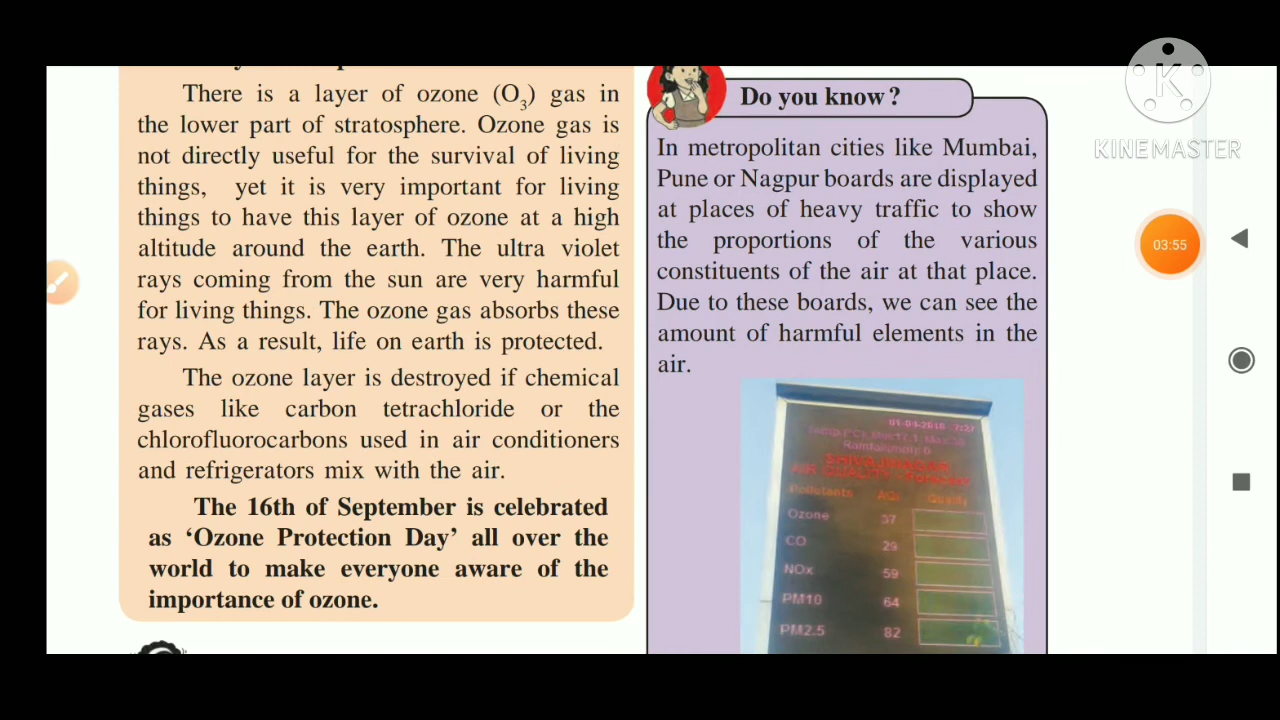 There is a layer of ozone (O3) gas in
the lower part of stratosphere. Ozone gas is
not directly useful for the survival of living
things, yet it is very important for living
things to have this layer of ozone at a high
altitude around the earth. The ultra violet
rays coming from the sun are very harmful
for living things. The ozone gas absorbs these
rays. As a result, life on earth is protected.
The ozone layer is destroyed if chemical
gases like carbon tetrachloride or the
chlorofluorocarbons used in air conditioners
and refrigerators mix with the air.
The 16th of September is celebrated
as ‘Ozone Protection Day’ all over the
world to make everyone aware of the
importance of ozone.
Do you know?
In metropolitan cities like Mumbai,
Pune or Nagpur boards are displayed
at places of heavy traffic to show
the proportions of the various
constituents of the air at that place.
Due to these boards, we can see the
amount of harmful elements in the
air.
SHIVAJINAGAR
AIR QUALITY
Pollutants AQI Quality
Ozone 37
CO 29
NOx 59
PM10 64
PM2.5 82
K
KINEMASTER
03:55